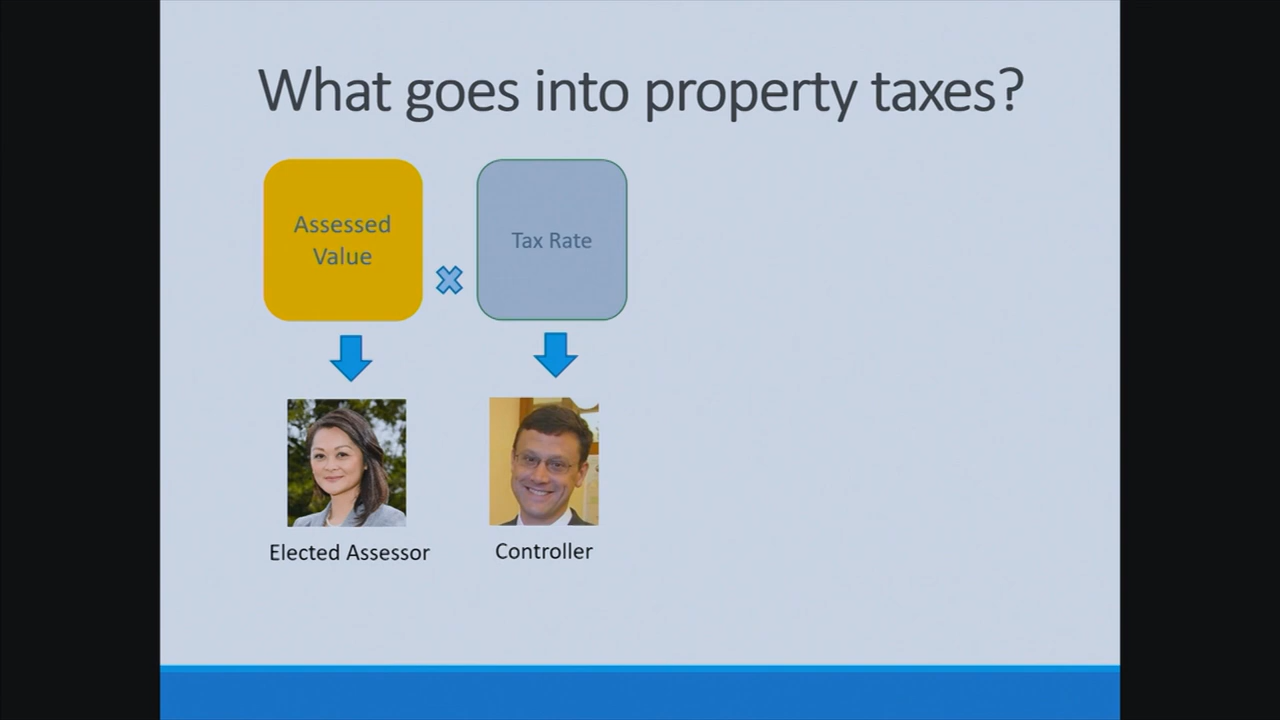 What goes into property taxes?
Assessed
Value
Tax Rate
Elected Assessor
Controller